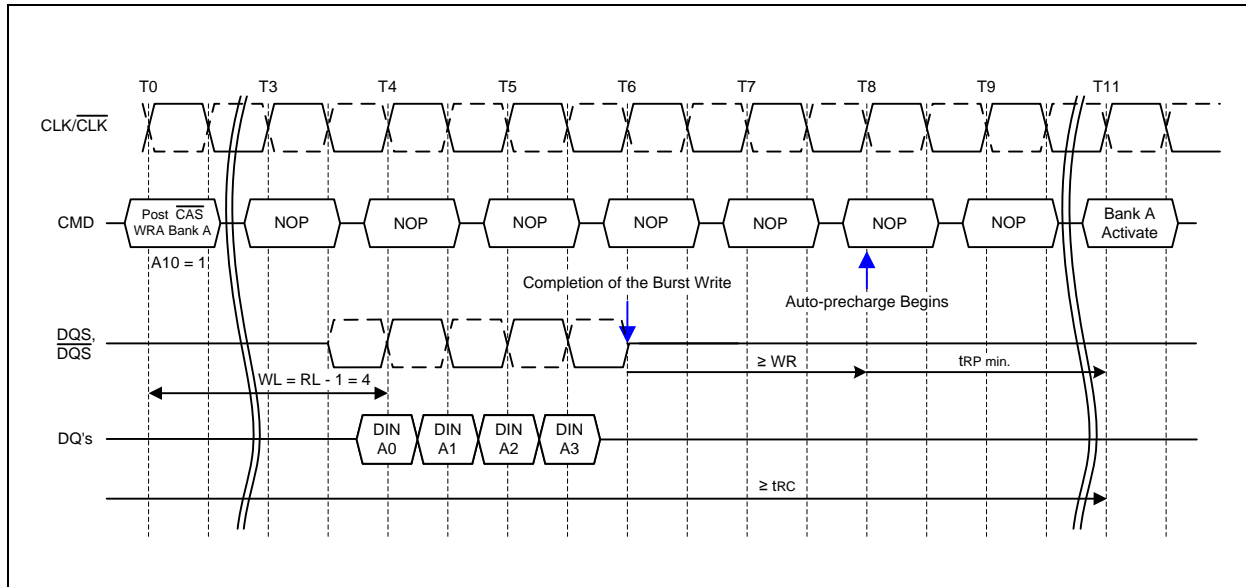 T0 T3 T4 T5 T6 T7 T8 T9 T11
CLK/CLK
CMD
Post CAS
WRA Bank A
NOP NOP NOP NOP NOP NOP NOP
Bank A
Activate
A10 = 1
Completion of the Burst Write
Auto-precharge Begins
DQS,
DQS
≥ WR
tRP min.
WL = RL - 1 = 4
DQ's
DIN
A0
DIN
A1
DIN
A2
DIN
A3
≥ tRC